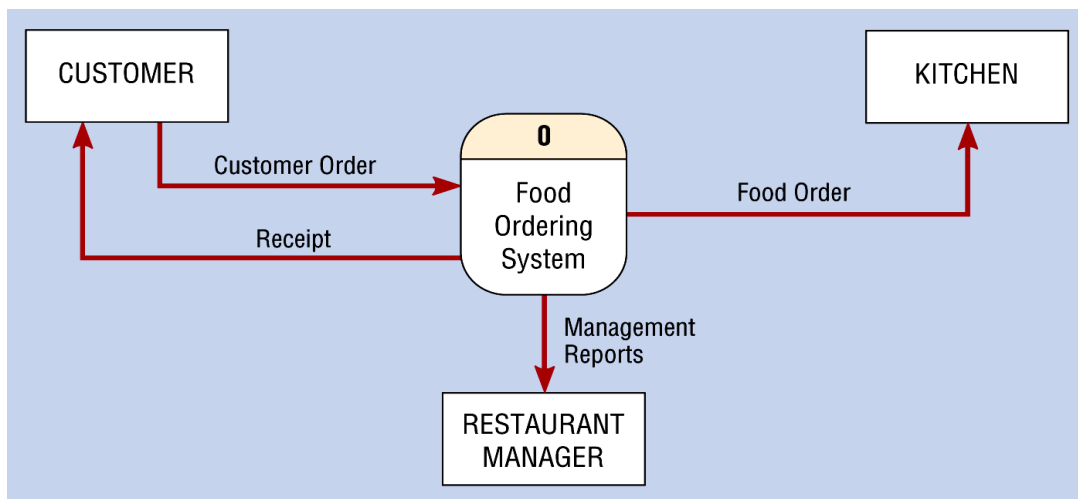 CUSTOMER
KITCHEN
0
Customer Order
Food
Ordering
System
Food Order
Receipt
Management
Reports
RESTAURANT
MANAGER